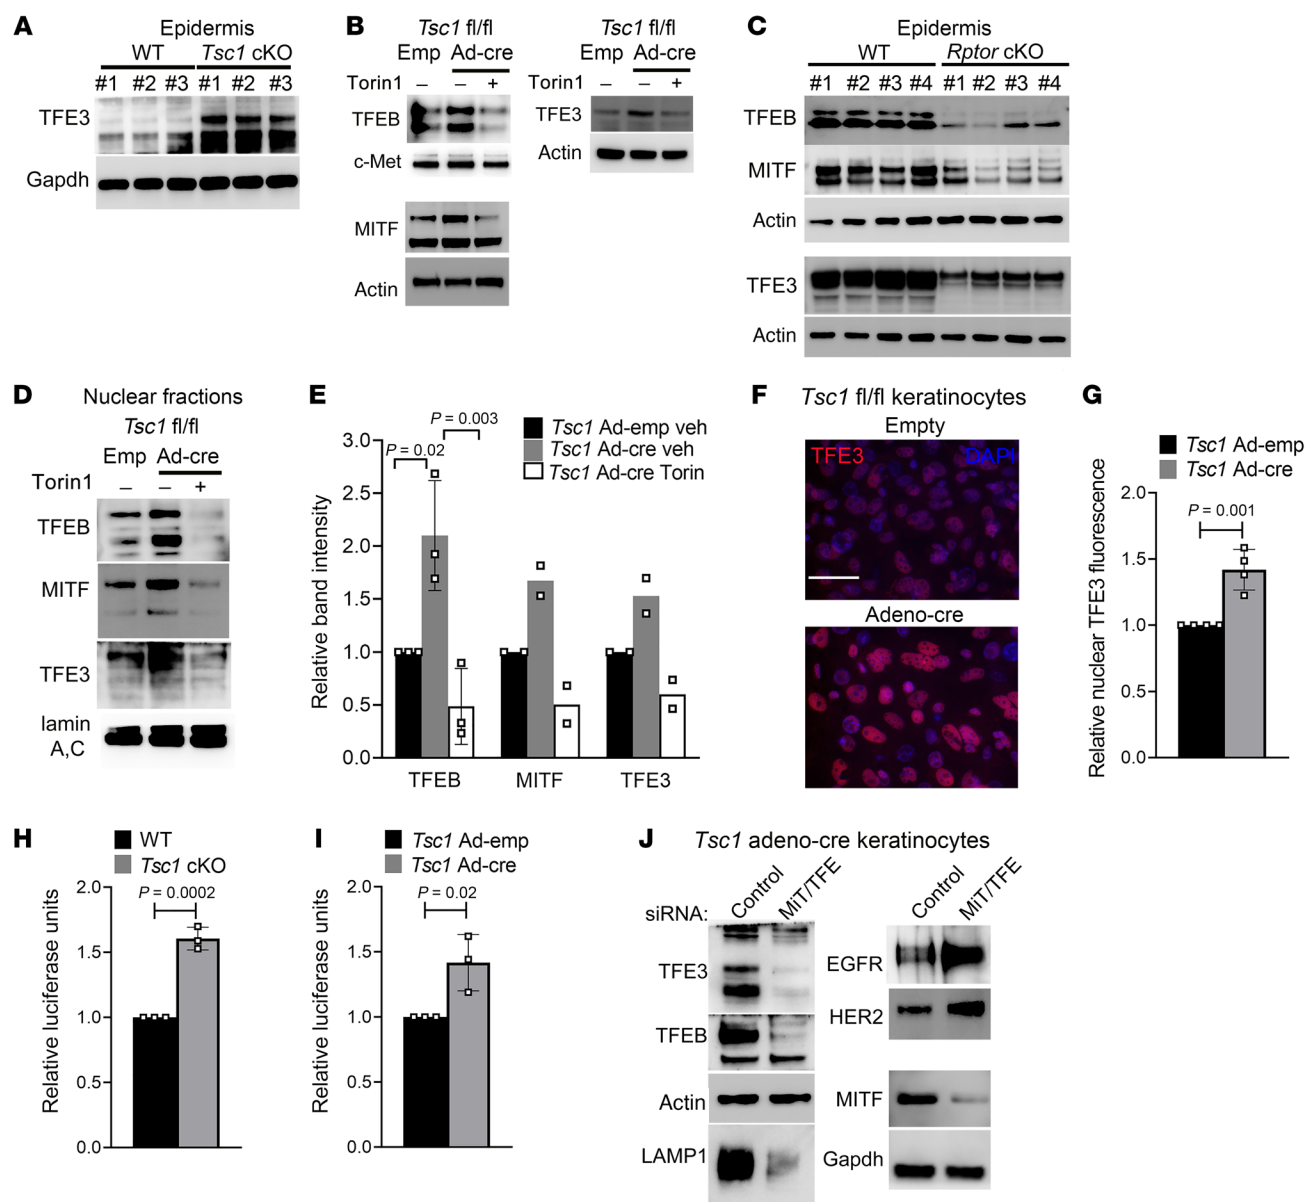 A
Epidermis
WT Tsc1 cKO
#1 #2 #3 #1 #2 #3
TFE3
Gapdh
B
Tsc1 fl/fl
Emp Ad-cre
Torin1 – – +
TFEB
c-Met
MITF
Actin
Tsc1 fl/fl
Emp Ad-cre
Torin1 – – +
TFE3
Actin
C
Epidermis
WT Rptor cKO
#1 #2 #3 #4 #1 #2 #3 #4
TFEB
MITF
Actin
TFE3
Actin
D
Nuclear fractions
Tsc1 fl/fl
Emp Ad-cre
Torin1 – – +
TFEB
MITF
TFE3
lamin
A,C
E
Tsc1 Ad-emp veh
Tsc1 Ad-cre veh
Tsc1 Ad-cre Torin
P = 0.003
P = 0.02
Relative band intensity
3.0
2.5
2.0
1.5
1.0
0.5
0.0
TFEB MITF TFE3
F
Tsc1 fl/fl keratinocytes
Empty
TFE3 DAPI
Adeno-cre
G
Tsc1 Ad-emp
Tsc1 Ad-cre
P = 0.001
Relative nuclear TFE3 fluorescence
2.0
1.5
1.0
0.5
0.0
H
WT
Tsc1 cKO
P = 0.0002
Relative luciferase units
2.0
1.5
1.0
0.5
0.0
I
Tsc1 Ad-emp
Tsc1 Ad-cre
P = 0.02
Relative luciferase units
2.0
1.5
1.0
0.5
0.0
J
Tsc1 adeno-cre keratinocytes
siRNA: Control MiT/TFE
TFE3
TFEB
Actin
LAMP1
Control MiT/TFE
EGFR
HER2
MITF
Gapdh